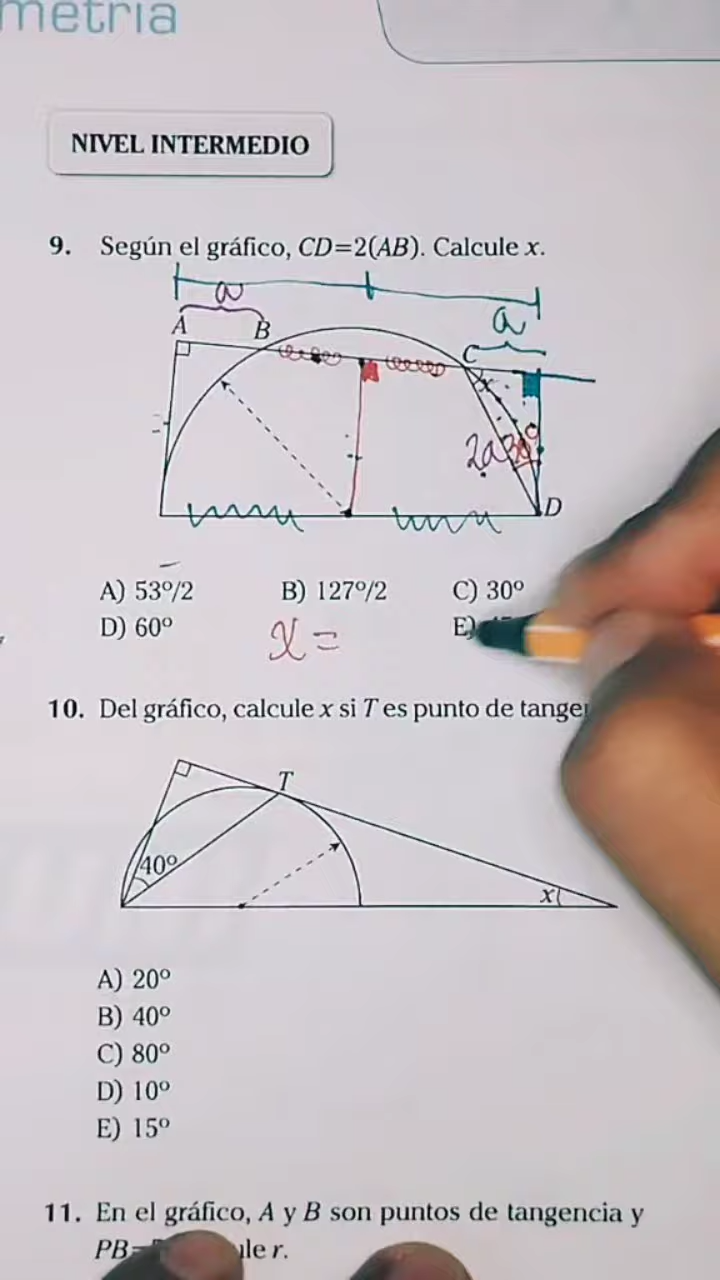 metria
NIVEL INTERMEDIO
9. Según el gráfico, CD=2(AB). Calcule x.
a
a
A B
C
x
2a 30°
D
A) 53°/2 B) 127°/2 C) 30°
D) 60° x = E)
10. Del gráfico, calcule x si T es punto de
T
40°
x
A) 20°
B) 40°
C) 80°
D) 10°
E) 15°
11. En el gráfico, A y B son puntos de tangencia y
PB= r.